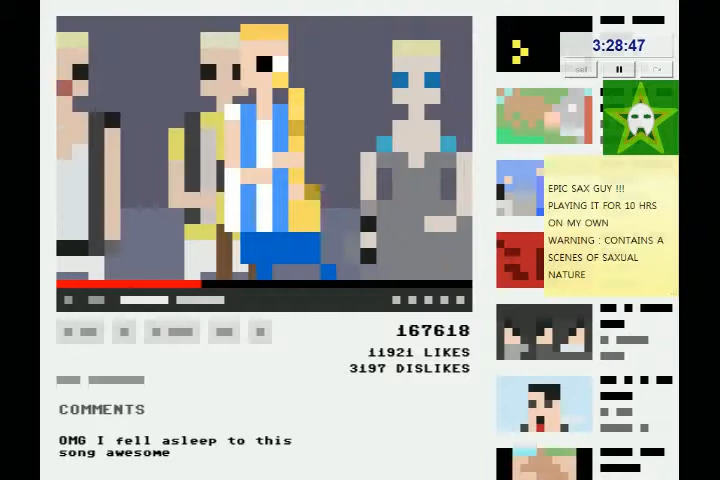 3:28:47
set
EPIC SAX GUY !!!
PLAYING IT FOR 10 HRS
ON MY OWN
WARNING : CONTAINS A
SCENES OF SAXUAL
NATURE
167618
11921 LIKES
3197 DISLIKES
COMMENTS
OMG I fell asleep to this
song awesome